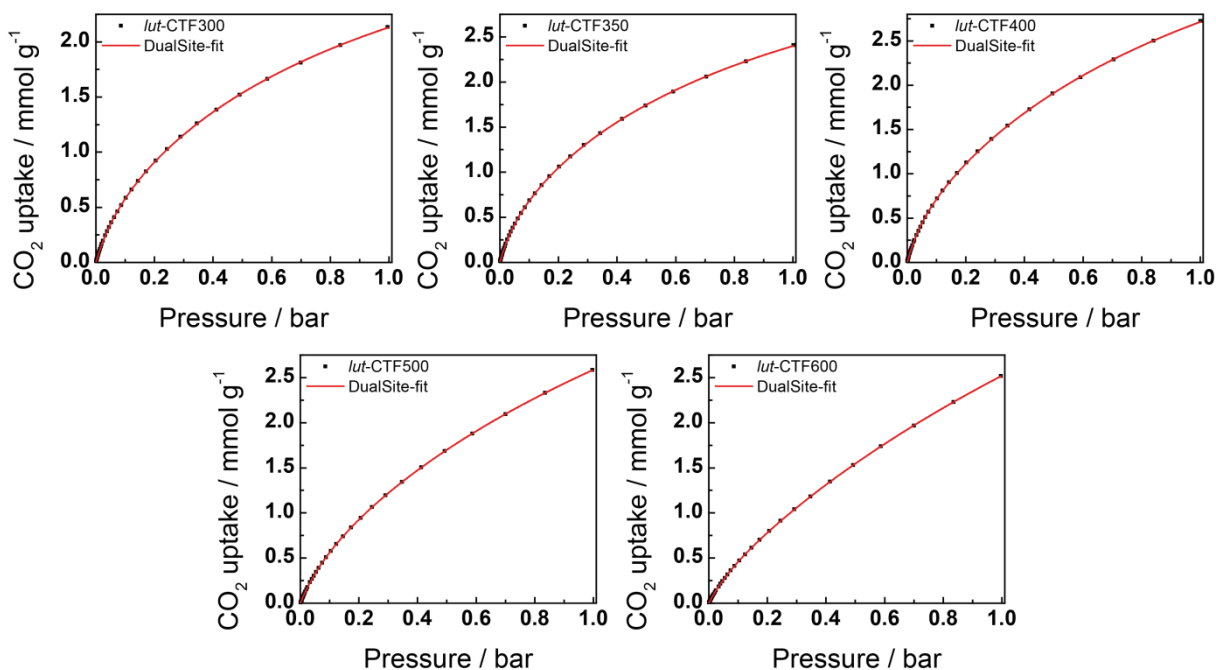 lut-CTF300
DualSite-fit
2.0
1.5
1.0
0.5
0.0
0.0 0.2 0.4 0.6 0.8 1.0
CO₂ uptake / mmol g⁻¹
Pressure / bar
lut-CTF350
DualSite-fit
2.5
2.0
1.5
1.0
0.5
0.0
0.0 0.2 0.4 0.6 0.8 1.0
CO₂ uptake / mmol g⁻¹
Pressure / bar
lut-CTF400
DualSite-fit
2.5
2.0
1.5
1.0
0.5
0.0
0.0 0.2 0.4 0.6 0.8 1.0
CO₂ uptake / mmol g⁻¹
Pressure / bar
lut-CTF500
DualSite-fit
2.5
2.0
1.5
1.0
0.5
0.0
0.0 0.2 0.4 0.6 0.8 1.0
CO₂ uptake / mmol g⁻¹
Pressure / bar
lut-CTF600
DualSite-fit
2.5
2.0
1.5
1.0
0.5
0.0
0.0 0.2 0.4 0.6 0.8 1.0
CO₂ uptake / mmol g⁻¹
Pressure / bar